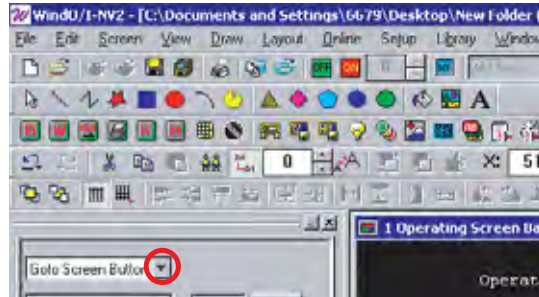 WindO/I-NV2 - [C:\Documents and Settings\6679\Desktop\New Folder (
File Edit Screen View Draw Layout Online Setup Library Window
A
0 X: 51
1 Operating Screen Ba
Goto Screen Button
Operat